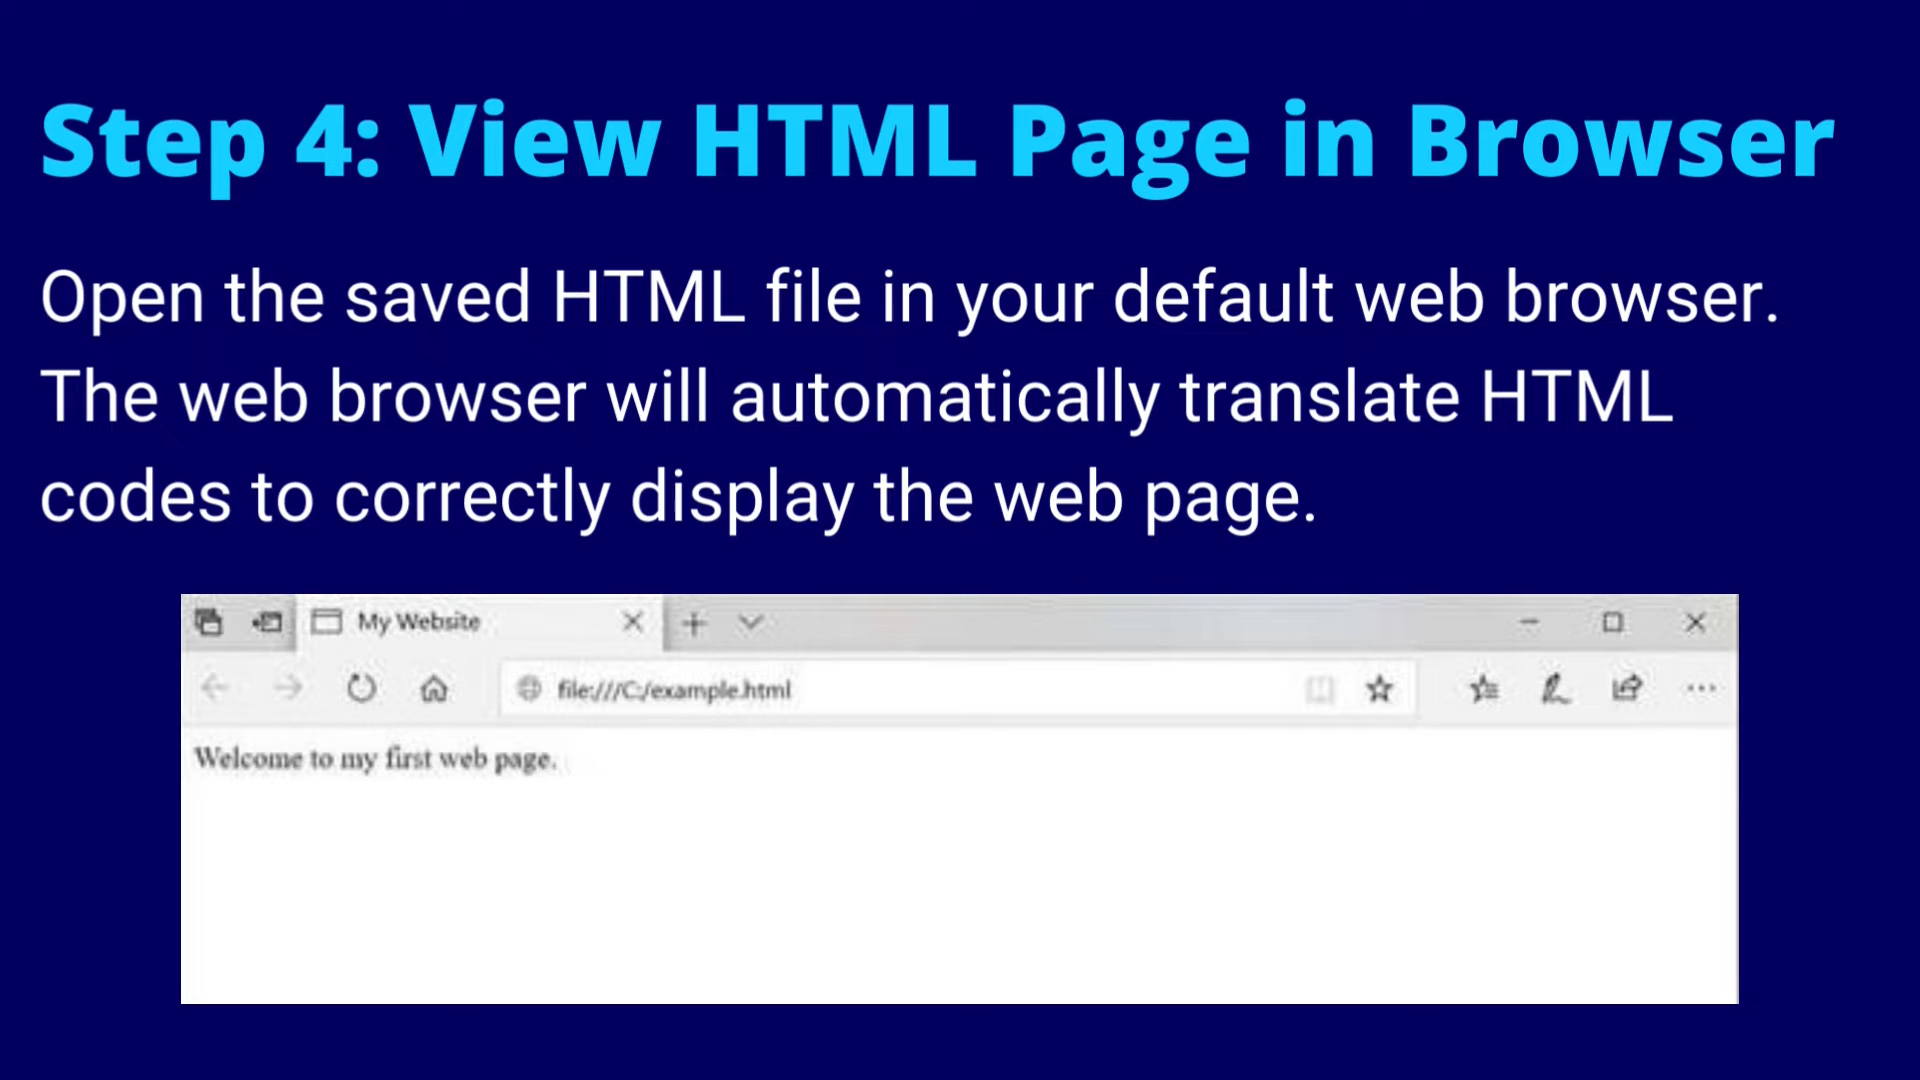 Step 4: View HTML Page in Browser
Open the saved HTML file in your default web browser.
The web browser will automatically translate HTML
codes to correctly display the web page.
My Website
file:///C:/example.html
Welcome to my first web page.